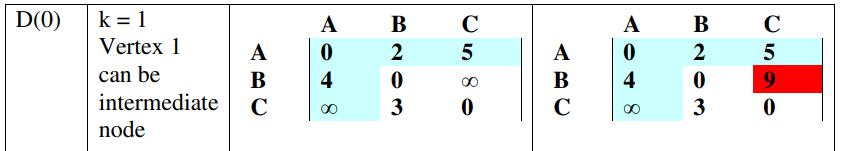 D(0)
k = 1
Vertex 1
can be
intermediate
node
A B C
A 0 2 5
B 4 0 ∞
C ∞ 3 0
A B C
A 0 2 5
B 4 0 9
C ∞ 3 0